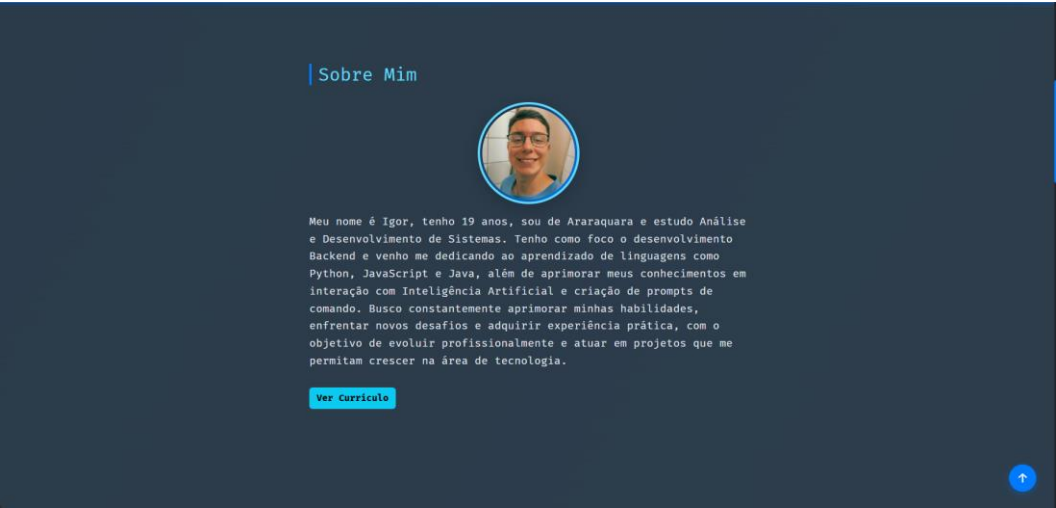 Sobre Mim
Meu nome é Igor, tenho 19 anos, sou de Araraquara e estudo Análise
e Desenvolvimento de Sistemas. Tenho como foco o desenvolvimento
Backend e venho me dedicando ao aprendizado de linguagens como
Python, JavaScript e Java, além de aprimorar meus conhecimentos em
interação com Inteligência Artificial e criação de prompts de
comando. Busco constantemente aprimorar minhas habilidades,
enfrentar novos desafios e adquirir experiência prática, com o
objetivo de evoluir profissionalmente e atuar em projetos que me
permitam crescer na área de tecnologia.
Ver Currículo